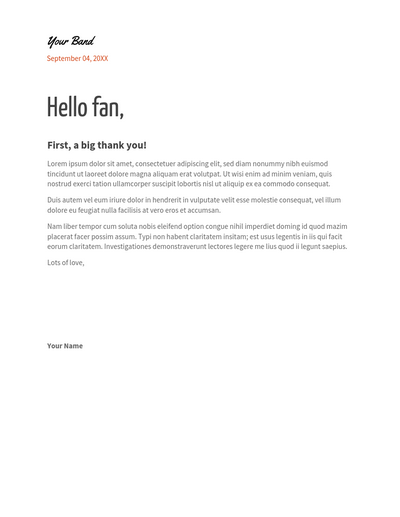 Your Band
September 04, 20XX
Hello fan,
First, a big thank you!
Lorem ipsum dolor sit amet, consectetuer adipiscing elit, sed diam nonummy nibh euismod
tincidunt ut laoreet dolore magna aliquam erat volutpat. Ut wisi enim ad minim veniam, quis
nostrud exerci tation ullamcorper suscipit lobortis nisl ut aliquip ex ea commodo consequat.
Duis autem vel eum iriure dolor in hendrerit in vulputate velit esse molestie consequat, vel illum
dolore eu feugiat nulla facilisis at vero eros et accumsan.
Nam liber tempor cum soluta nobis eleifend option congue nihil imperdiet doming id quod mazim
placerat facer possim assum. Typi non habent claritatem insitam; est usus legentis in iis qui facit
eorum claritatem. Investigationes demonstraverunt lectores legere me lius quod ii legunt saepius.
Lots of love,
Your Name